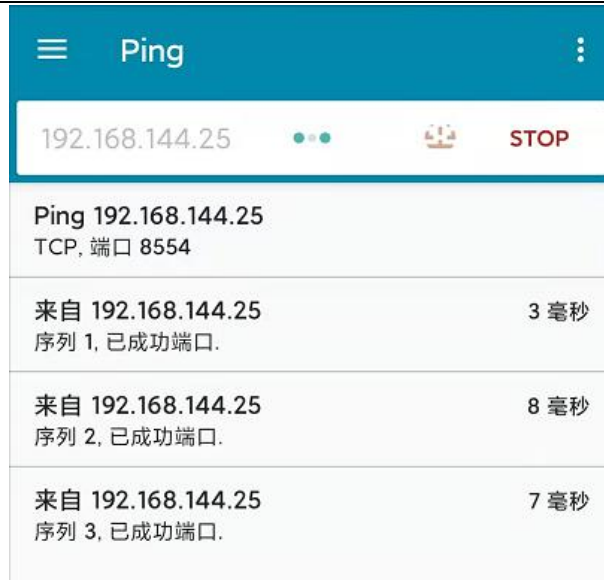 Ping
192.168.144.25
STOP
Ping 192.168.144.25
TCP, 端口 8554
来自 192.168.144.25
3 毫秒
序列 1, 已成功端口.
来自 192.168.144.25
8 毫秒
序列 2, 已成功端口.
来自 192.168.144.25
7 毫秒
序列 3, 已成功端口.